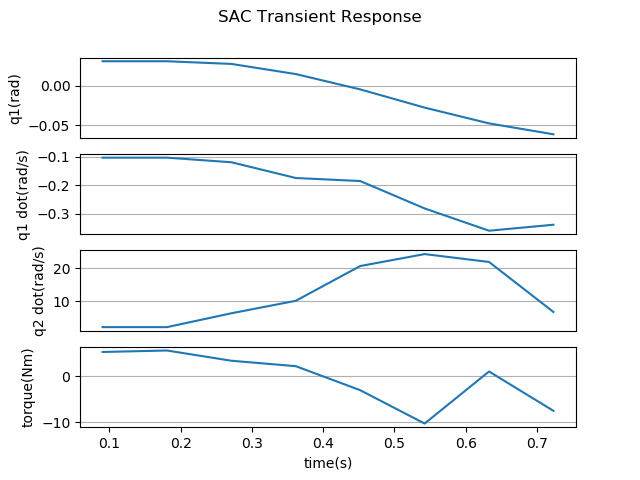 SAC Transient Response
q1(rad)
0.00
−0.05
q1 dot(rad/s)
−0.1
−0.2
−0.3
q2 dot(rad/s)
20
10
torque(Nm)
0
−10
0.1 0.2 0.3 0.4 0.5 0.6 0.7
time(s)